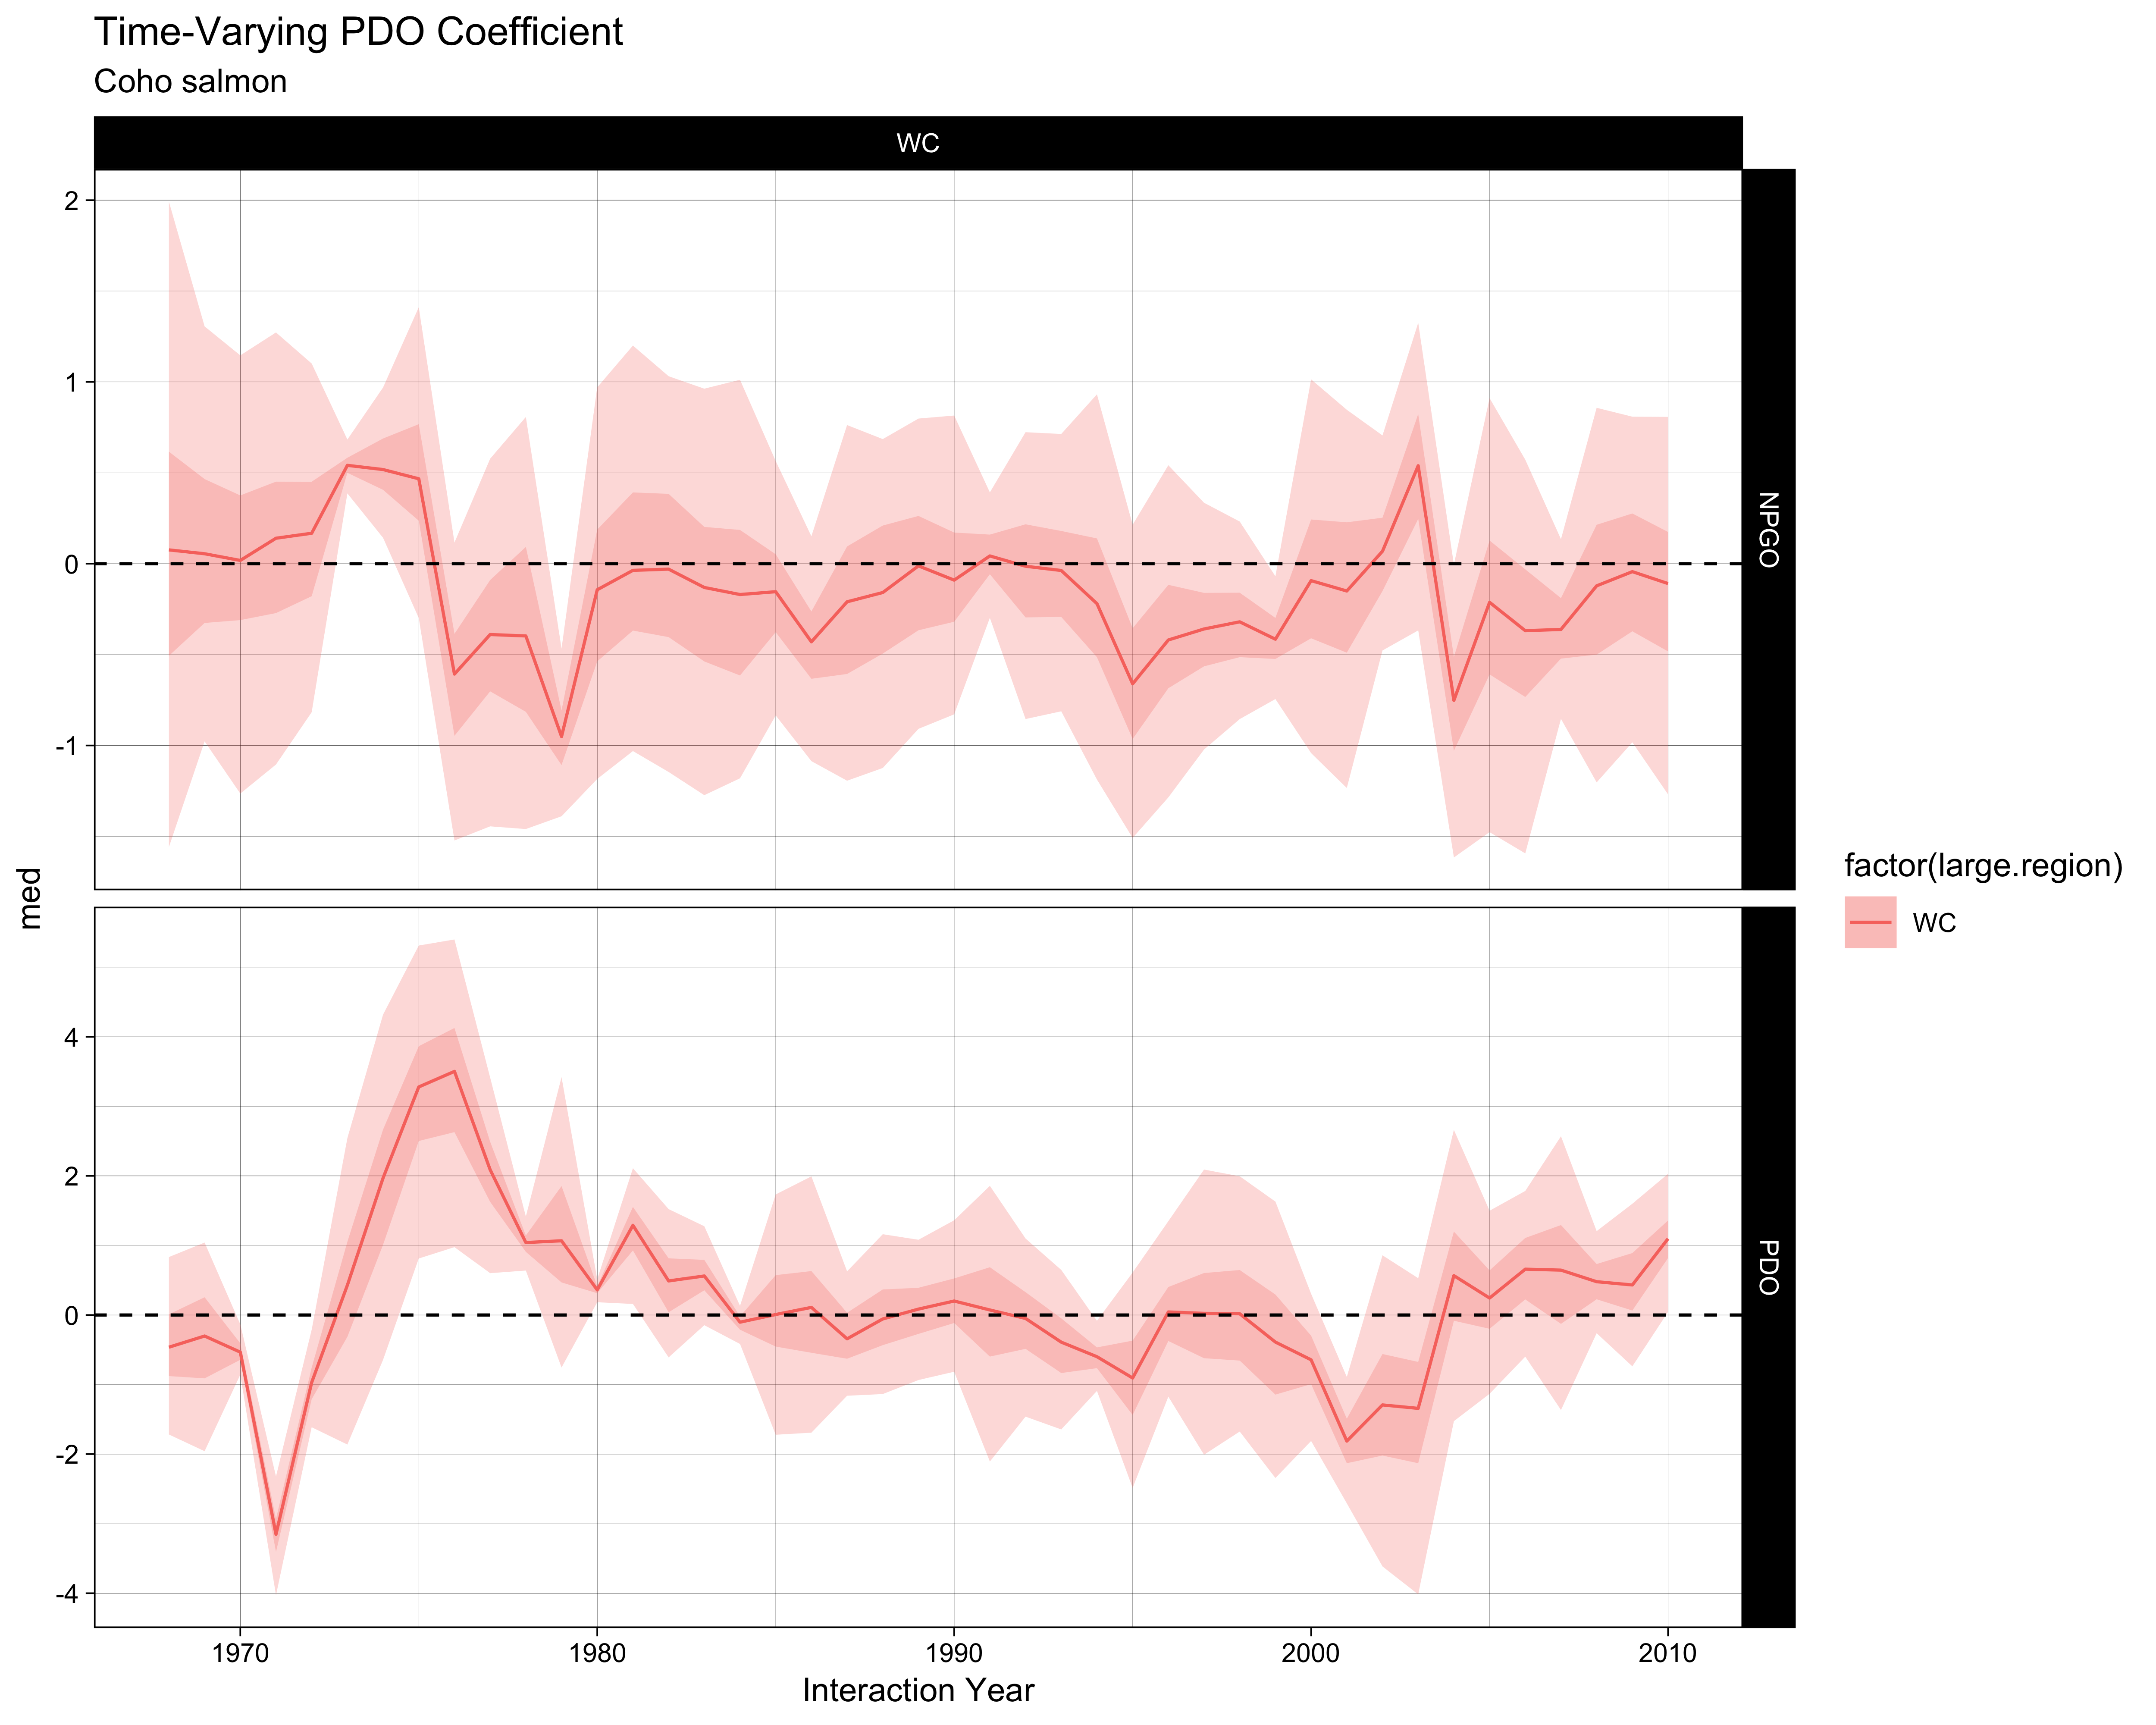 Time-Varying PDO Coefficient
Coho salmon
WC
2
1
0
-1
NPGO
med
4
2
0
-2
-4
PDO
1970 1980 1990 2000 2010
Interaction Year
factor(large.region)
WC